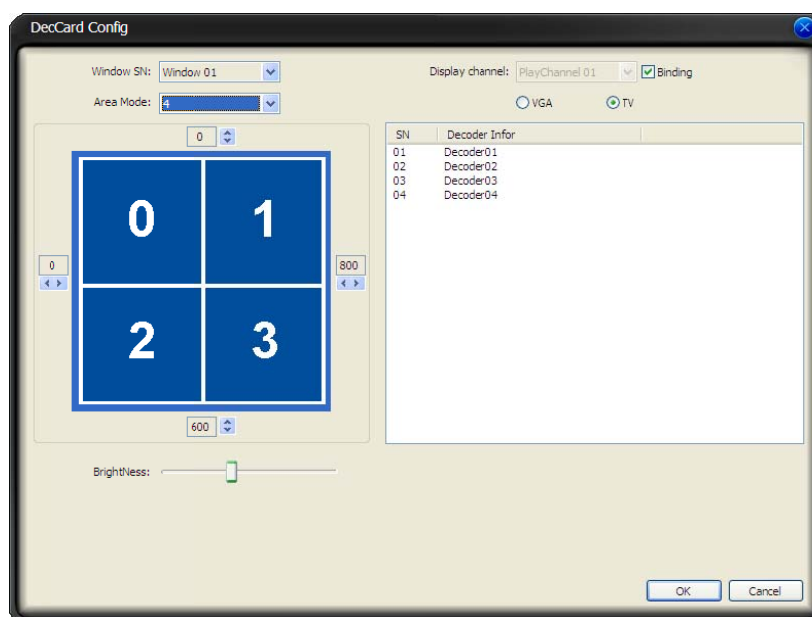 DecCard Config
Window SN: Window 01
Display channel: PlayChannel 01 Binding
Area Mode: 4
VGA TV
0
SN Decoder Infor
01 Decoder01
02 Decoder02
03 Decoder03
04 Decoder04
0 1
0 800
2 3
600
BrightNess:
OK Cancel